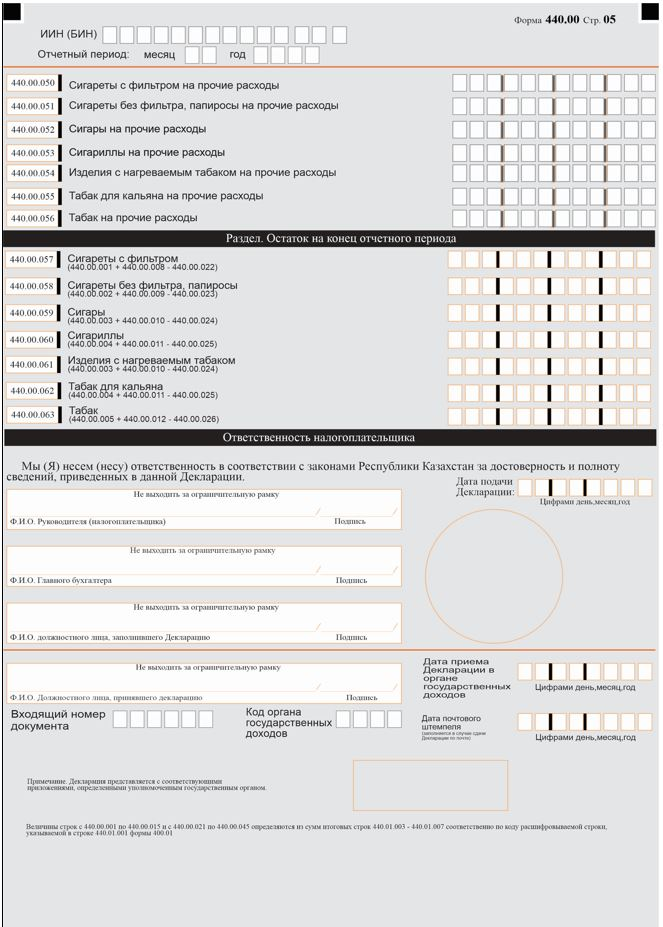 Форма 440.00 Стр. 05
ИИН (БИН)
Отчетный период: месяц год
440.00.050 Сигареты с фильтром на прочие расходы
440.00.051 Сигареты без фильтра, папиросы на прочие расходы
440.00.052 Сигары на прочие расходы
440.00.053 Сигариллы на прочие расходы
440.00.054 Изделия с нагреваемым табаком на прочие расходы
440.00.055 Табак для кальяна на прочие расходы
440.00.056 Табак на прочие расходы
Раздел. Остаток на конец отчетного периода
440.00.057 Сигареты с фильтром
(440.00.001 + 440.00.008 - 440.00.022)
440.00.058 Сигареты без фильтра, папиросы
(440.00.002 + 440.00.009 - 440.00.023)
440.00.059 Сигары
(440.00.003 + 440.00.010 - 440.00.024)
440.00.060 Сигариллы
(440.00.004 + 440.00.011 - 440.00.025)
440.00.061 Изделия с нагреваемым табаком
(440.00.003 + 440.00.010 - 440.00.024)
440.00.062 Табак для кальяна
(440.00.004 + 440.00.011 - 440.00.025)
440.00.063 Табак
(440.00.005 + 440.00.012 - 440.00.026)
Ответственность налогоплательщика
Мы (Я) несем (несу) ответственность в соответствии с законами Республики Казахстан за достоверность и полноту
сведений, приведенных в данной Декларации.
Дата подачи
Декларации:
Цифрами день,месяц,год
Не выходить за ограничительную рамку
Ф.И.О. Руководителя (налогоплательщика) Подпись
Не выходить за ограничительную рамку
Ф.И.О. Главного бухгалтера Подпись
Не выходить за ограничительную рамку
Ф.И.О. должностного лица, заполнившего Декларацию Подпись
Не выходить за ограничительную рамку
Ф.И.О. Должностного лица, принявшего декларацию Подпись
Дата приема
Декларации в
органе
государственных
доходов
Цифрами день,месяц,год
Входящий номер
документа
Код органа
государственных
доходов
Дата почтового
штемпеля
(заполняется в случае сдачи
Декларации по почте)
Цифрами день,месяц,год
Примечание. Декларация представляется с соответствующими
приложениями, определенными уполномоченным государственным органом.
Величины строк с 440.00.001 по 440.00.015 и с 440.00.021 по 440.00.045 определяются из сумм итоговых строк 440.01.003 - 440.01.007 соответственно по коду расшифровываемой строки,
указываемой в строке 440.01.001 формы 400.01